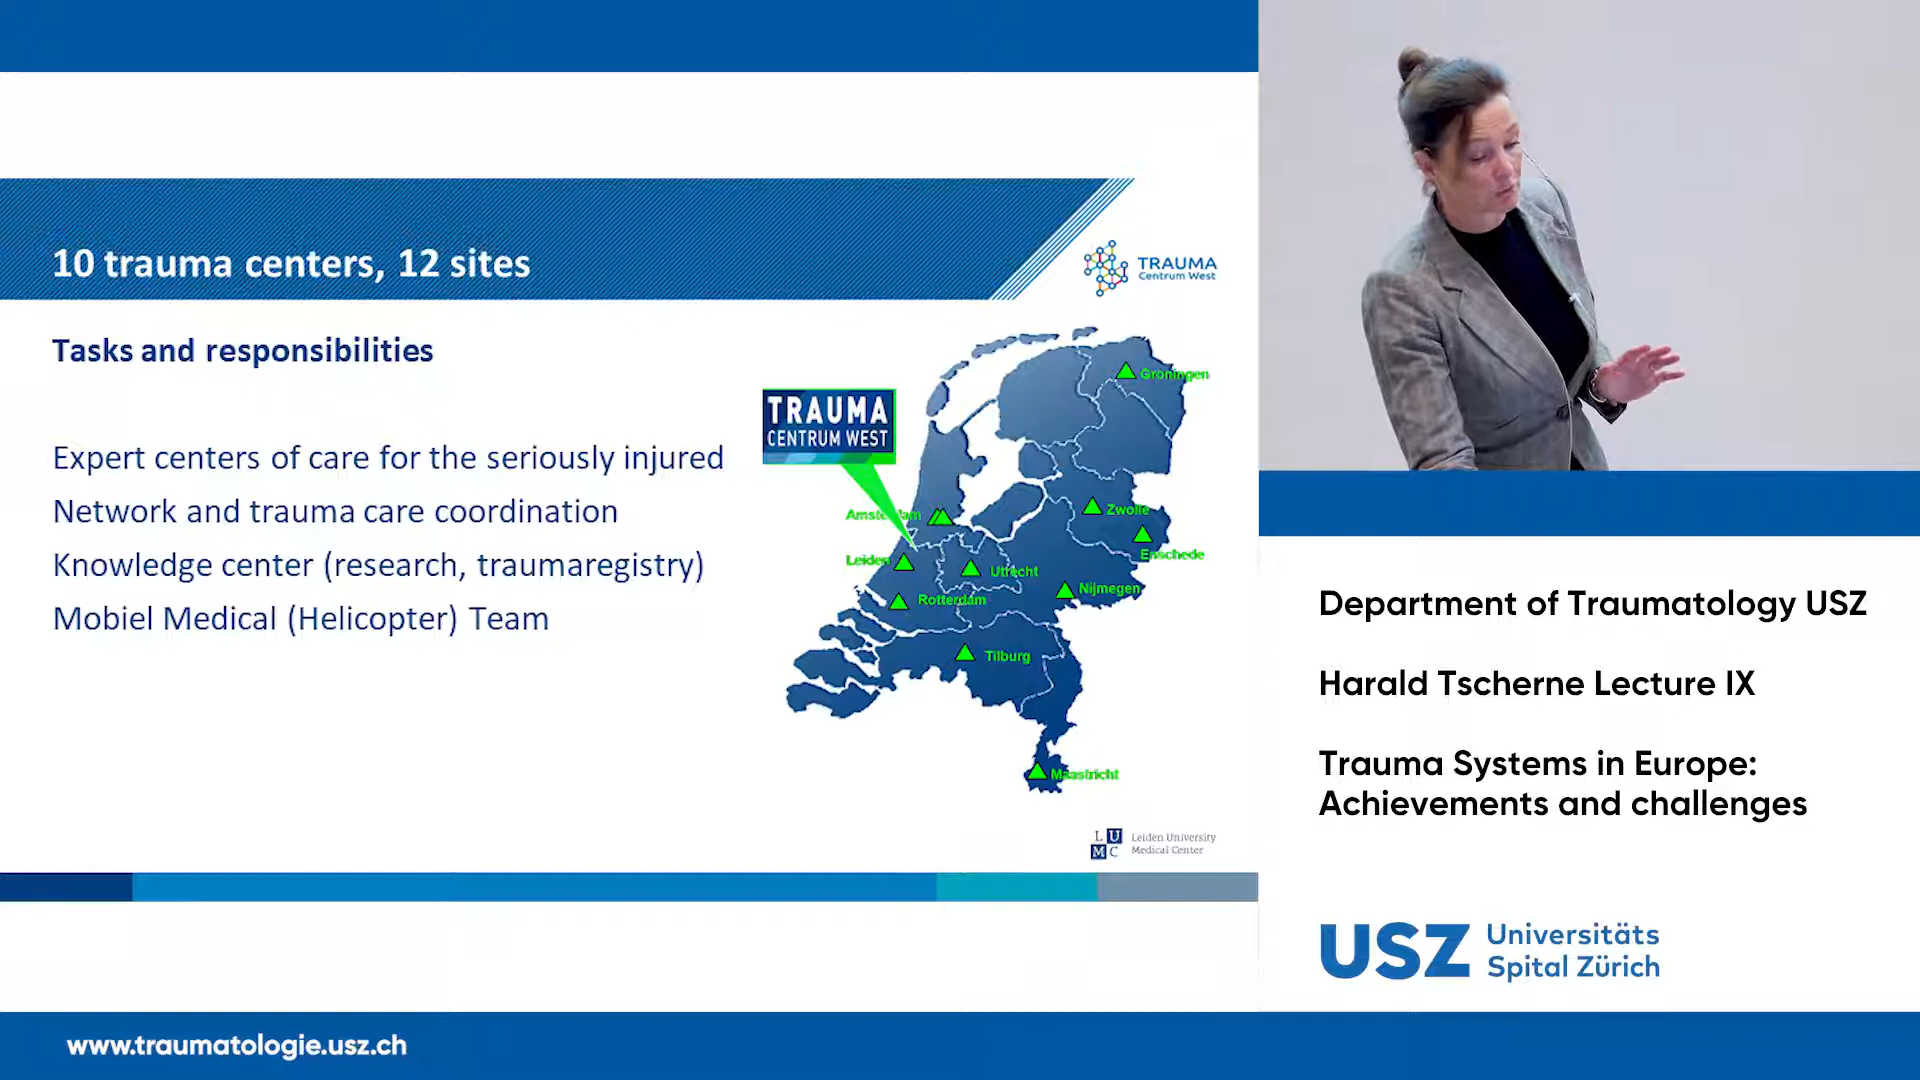 10 trauma centers, 12 sites
TRAUMA
Centrum West
Tasks and responsibilities
Expert centers of care for the seriously injured
Network and trauma care coordination
Knowledge center (research, traumaregistry)
Mobiel Medical (Helicopter) Team
TRAUMA
CENTRUM WEST
Groningen
Amsterdam
Zwolle
Enschede
Leiden
Utrecht
Nijmegen
Rotterdam
Tilburg
Maastricht
LUMC
Leiden University
Medical Center
Department of Traumatology USZ
Harald Tscherne Lecture IX
Trauma Systems in Europe:
Achievements and challenges
USZ
Universitäts
Spital Zürich
www.traumatologie.usz.ch